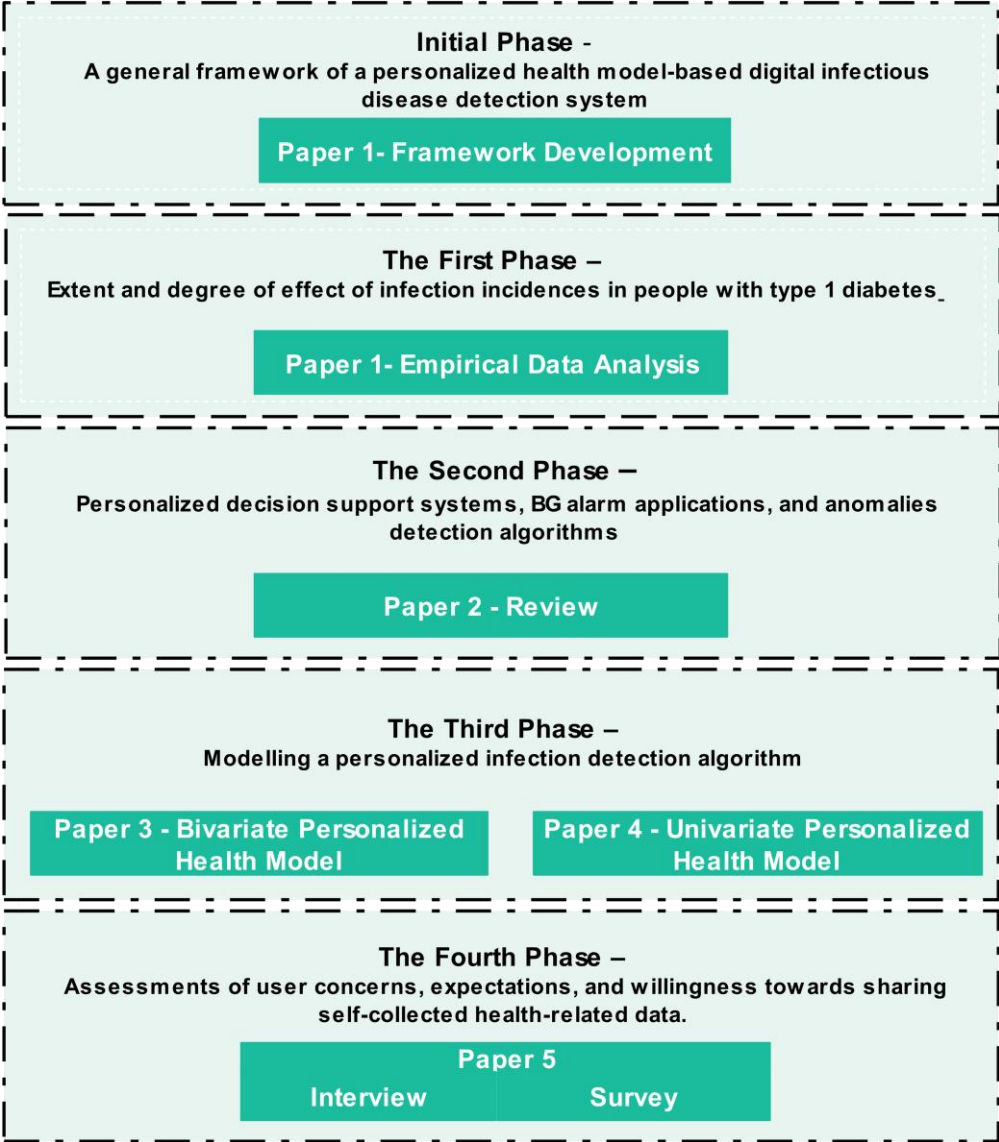 Initial Phase -
A general framework of a personalized health model-based digital infectious
disease detection system
Paper 1- Framework Development
The First Phase –
Extent and degree of effect of infection incidences in people with type 1 diabetes_
Paper 1- Empirical Data Analysis
The Second Phase –
Personalized decision support systems, BG alarm applications, and anomalies
detection algorithms
Paper 2 - Review
The Third Phase –
Modelling a personalized infection detection algorithm
Paper 3 - Bivariate Personalized
Health Model
Paper 4 - Univariate Personalized
Health Model
The Fourth Phase –
Assessments of user concerns, expectations, and willingness towards sharing
self-collected health-related data.
Paper 5
Interview Survey